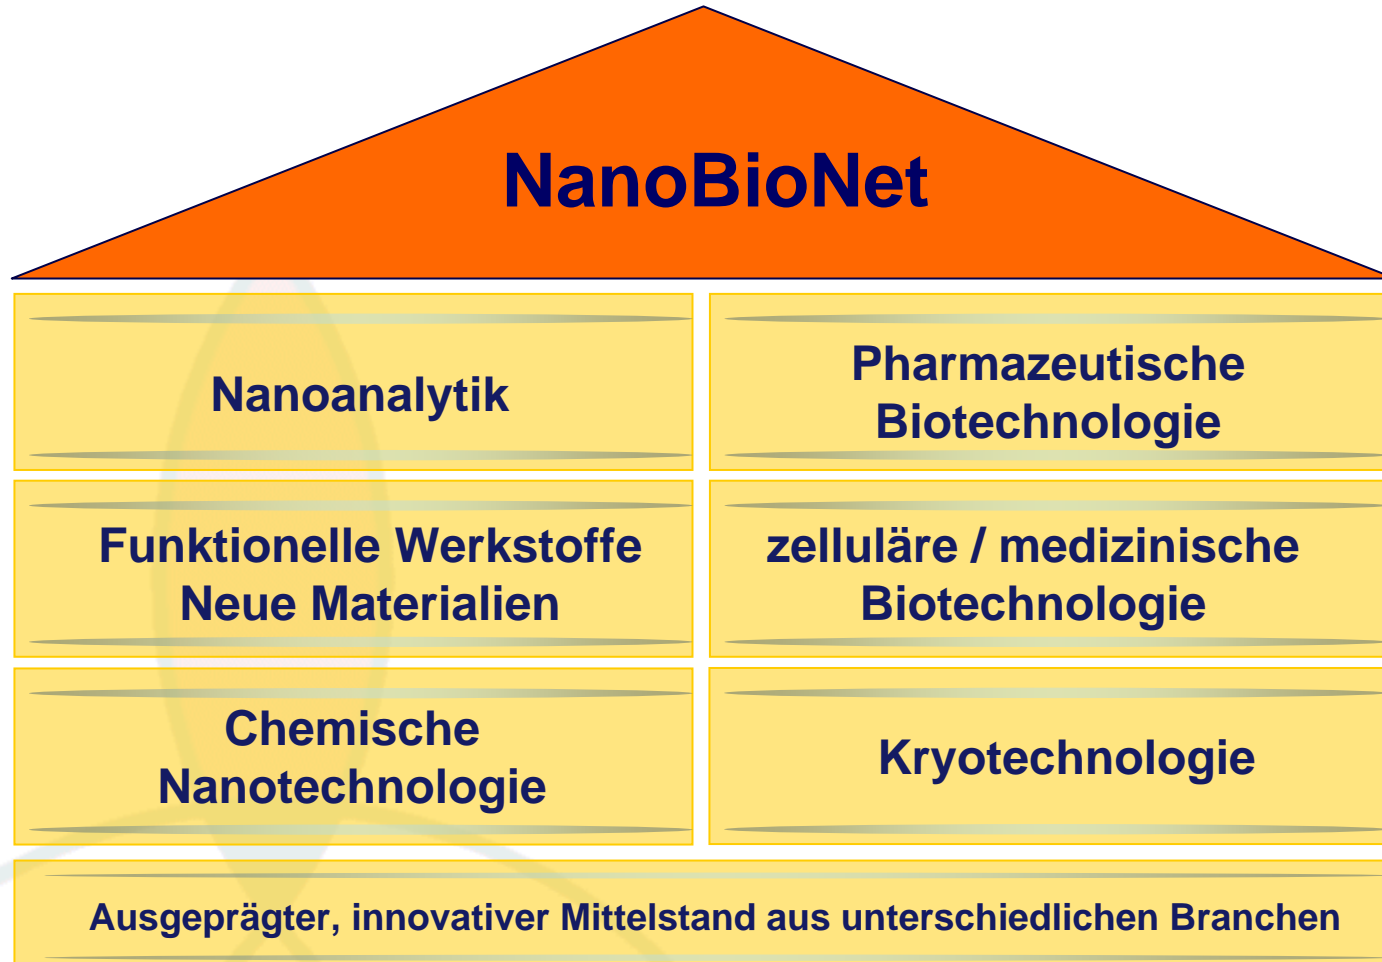 NanoBioNet
Nanoanalytik
Pharmazeutische
Biotechnologie
Funktionelle Werkstoffe
Neue Materialien
zelluläre / medizinische
Biotechnologie
Chemische
Nanotechnologie
Kryotechnologie
Ausgeprägter, innovativer Mittelstand aus unterschiedlichen Branchen